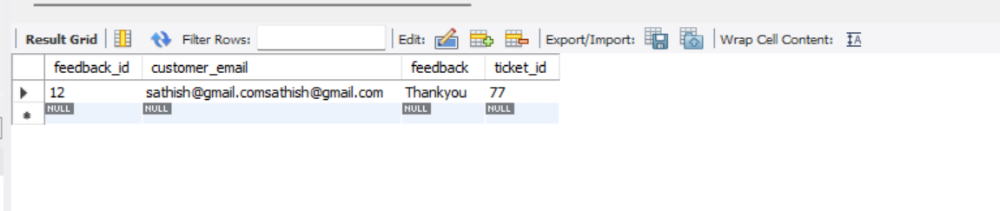 Result Grid Filter Rows: Edit: Export/Import: Wrap Cell Content: IA
feedback_id customer_email feedback ticket_id
12 sathish@gmail.comsathish@gmail.com Thankyou 77
NULL NULL NULL NULL